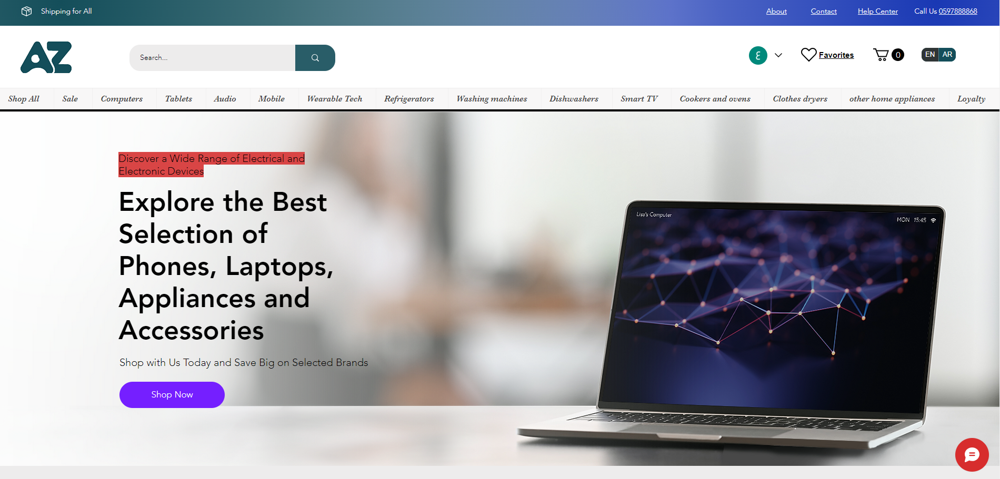 Shipping for All
About Contact Help Center Call Us 0597888868
AZ
Search...
ع
Favorites
0
EN AR
Shop All Sale Computers Tablets Audio Mobile Wearable Tech Refrigerators Washing machines Dishwashers Smart TV Cookers and ovens Clothes dryers other home appliances Loyalty
Discover a Wide Range of Electrical and
Electronic Devices
Explore the Best
Selection of
Phones, Laptops,
Appliances and
Accessories
Shop with Us Today and Save Big on Selected Brands
Shop Now
Lisa's Computer
MON 15:45